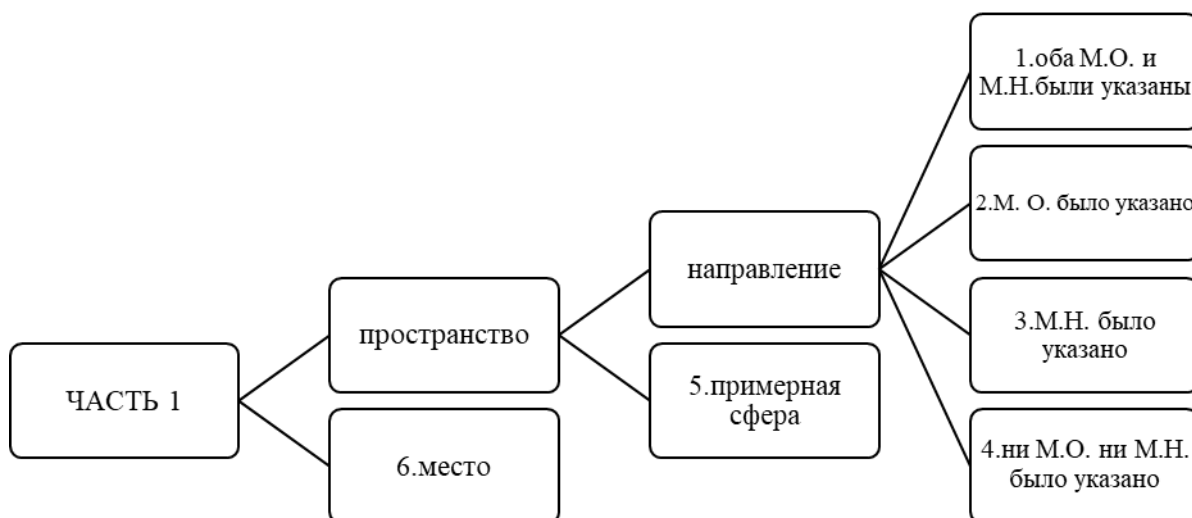 ЧАСТЬ 1
пространство
6.место
направление
5.примерная
сфера
1.оба М.О. и
М.Н.были указаны
2.М. О. было указано
3.М.Н. было
указано
4.ни М.О. ни М.Н.
было указано